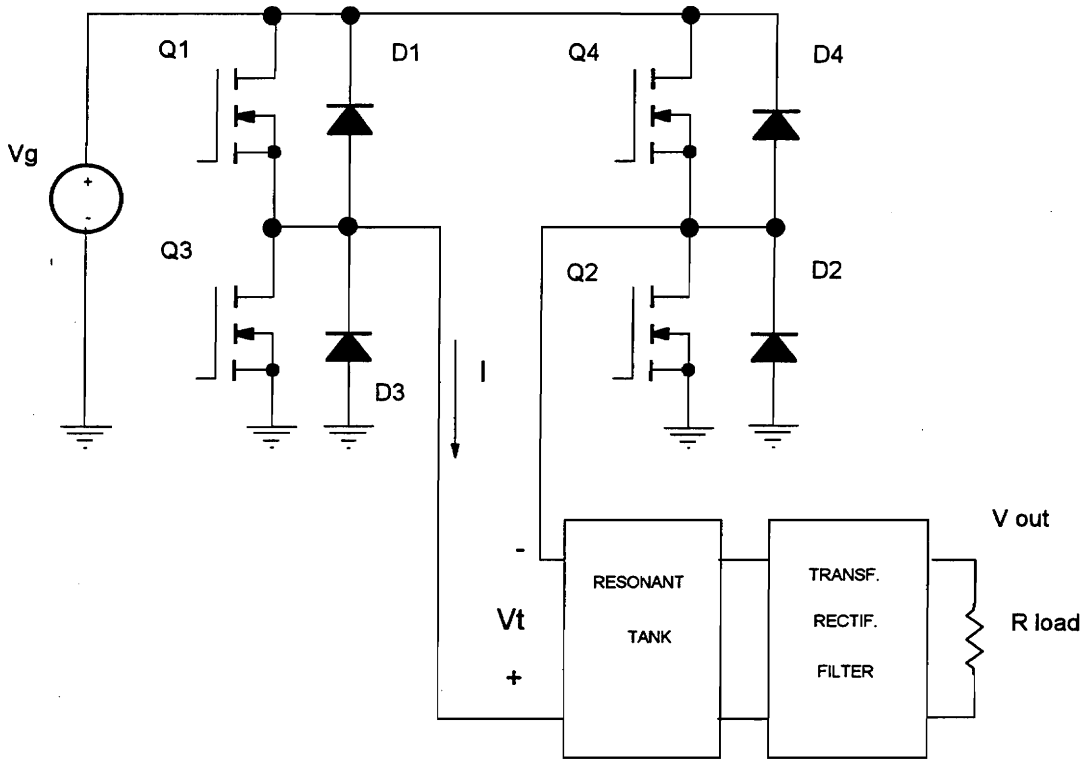 Q1
D1
Q4
D4
Vg
+
-
Q3
Q2
D2
D3
I
V out
-
RESONANT
TANK
TRANSF.
RECTIF.
FILTER
Vt
R load
+